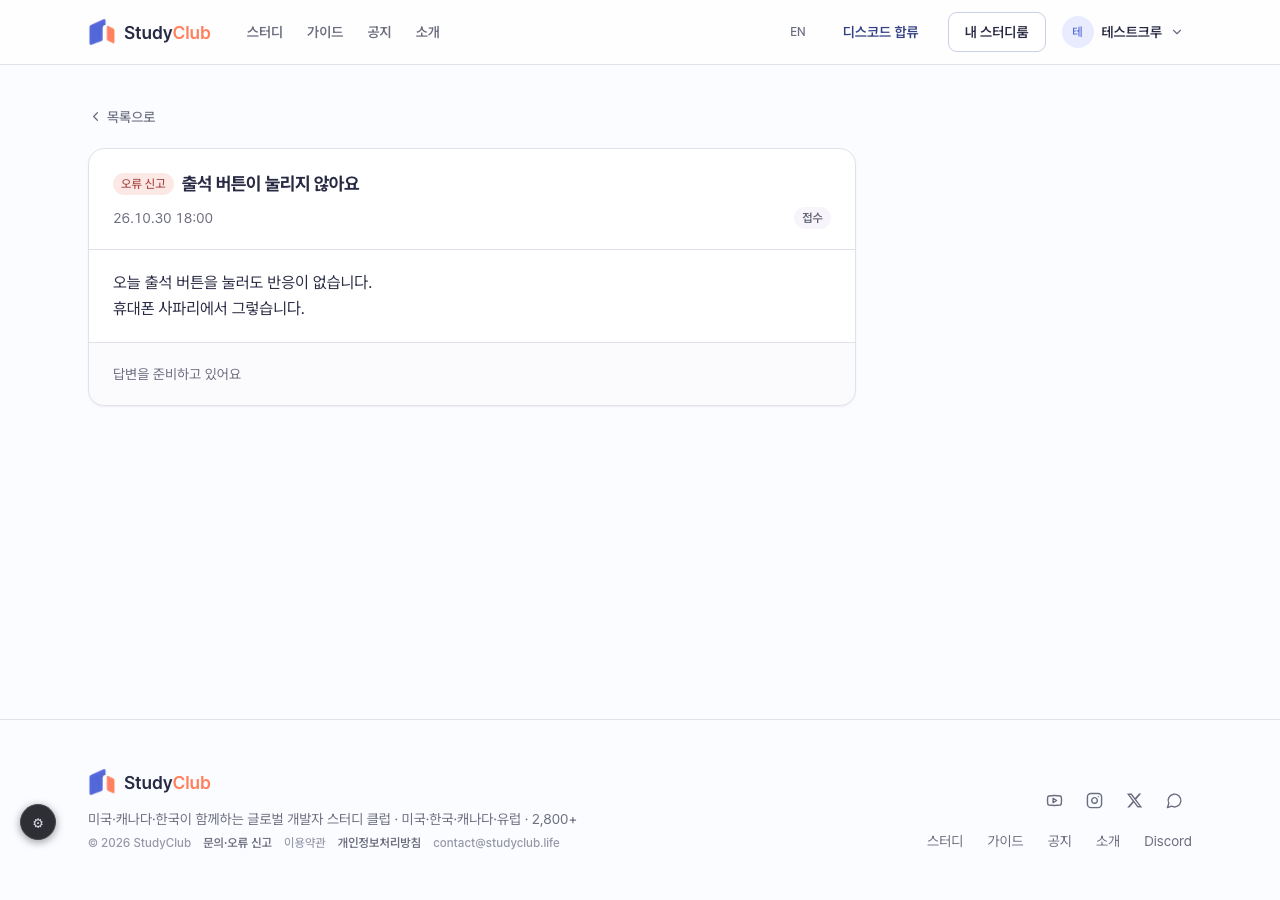 StudyClub 스터디 가이드 공지 소개 EN 디스코드 합류 내 스터디룸 테 테스트크루
목록으로
오류 신고 출석 버튼이 눌리지 않아요
26.10.30 18:00 접수
오늘 출석 버튼을 눌러도 반응이 없습니다.
휴대폰 사파리에서 그렇습니다.
답변을 준비하고 있어요
StudyClub
미국·캐나다·한국이 함께하는 글로벌 개발자 스터디 클럽 · 미국·한국·캐나다·유럽 · 2,800+
© 2026 StudyClub 문의·오류 신고 이용약관 개인정보처리방침 contact@studyclub.life
스터디 가이드 공지 소개 Discord